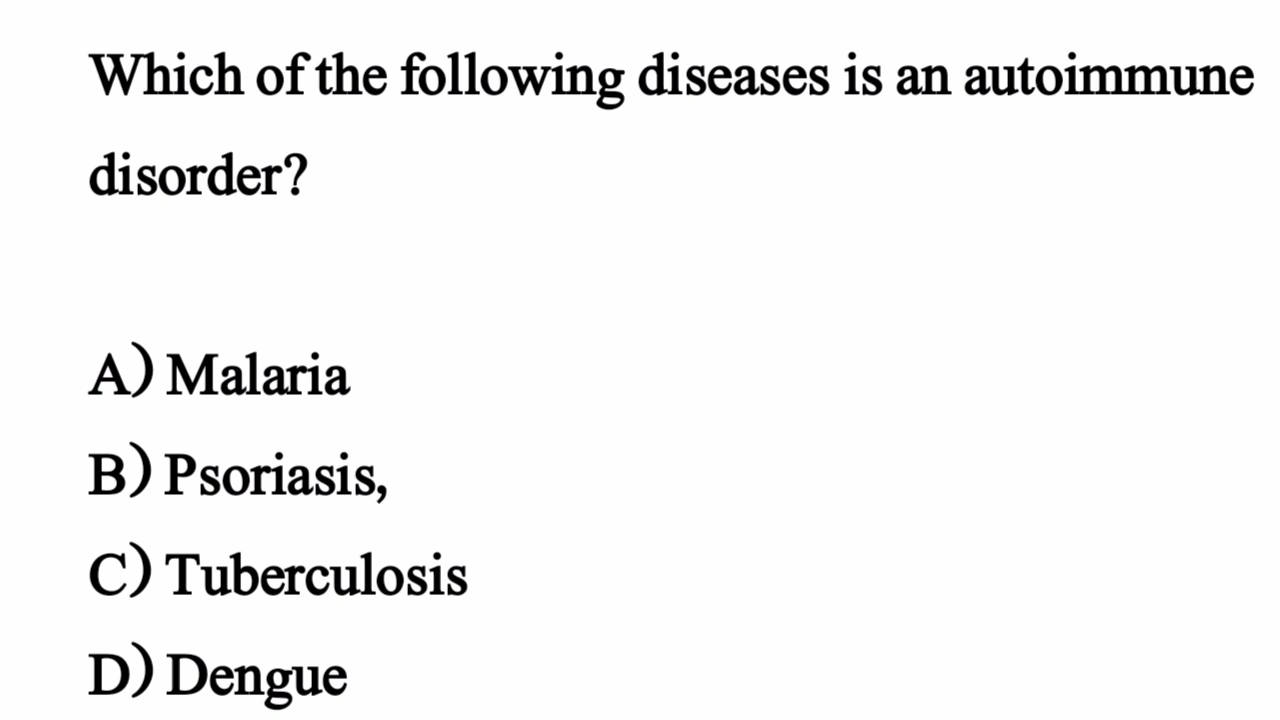 Which of the following diseases is an autoimmune
disorder?
A) Malaria
B) Psoriasis,
C) Tuberculosis
D) Dengue